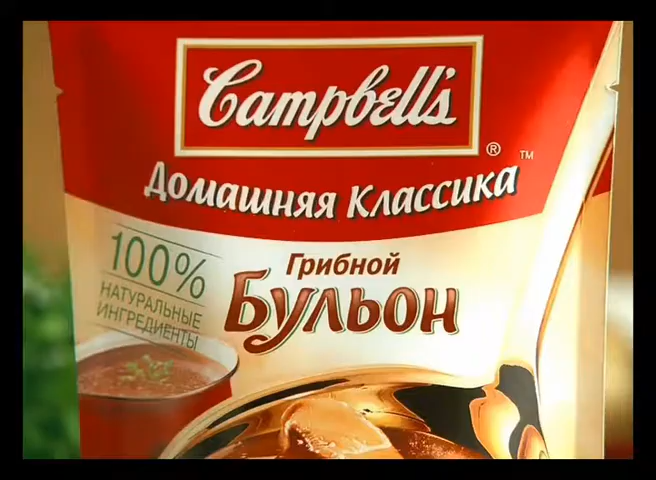 Campbell's
®
™
Домашняя Классика
100%
НАТУРАЛЬНЫЕ
ИНГРЕДИЕНТЫ
Грибной
Бульон